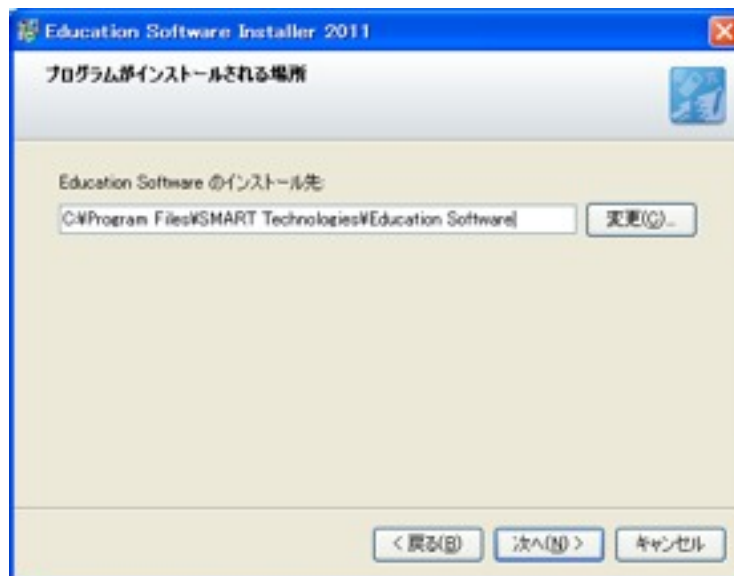 Education Software Installer 2011
プログラムがインストールされる場所
Education Software のインストール先:
C:¥Program Files¥SMART Technologies¥Education Software
変更(C)...
< 戻る(B)
次へ(N) >
キャンセル